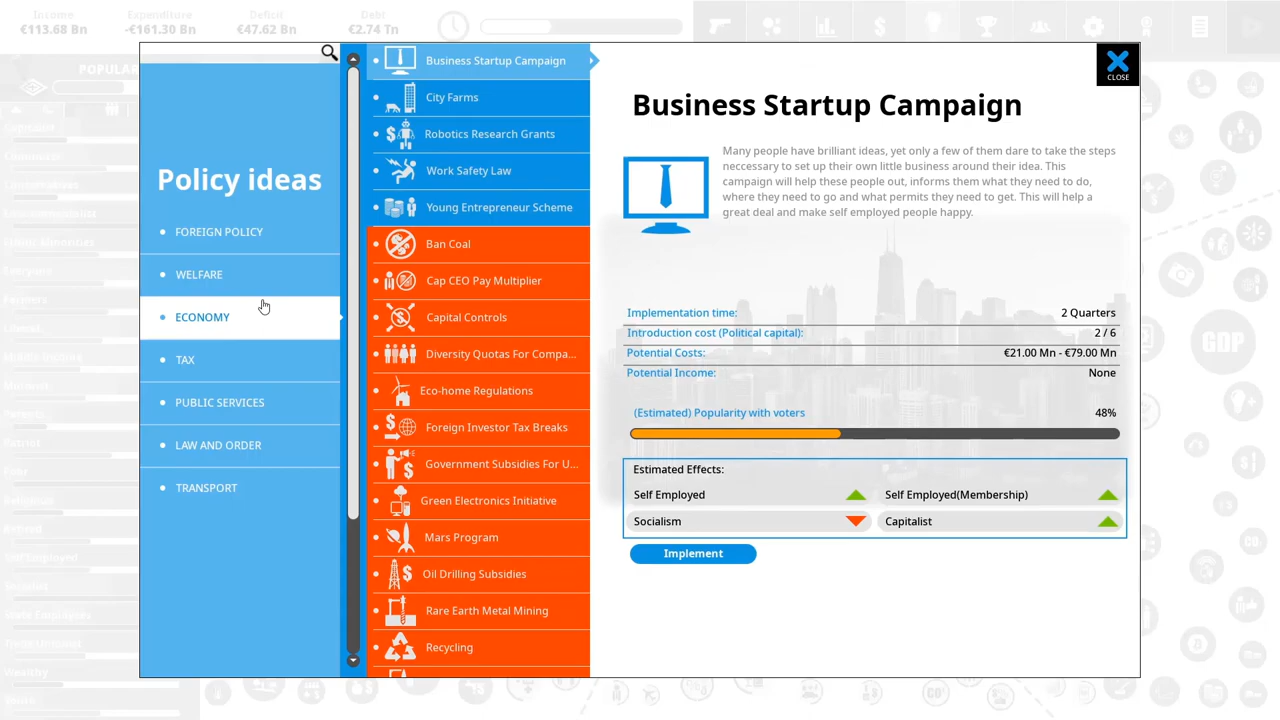 Income
Expenditure
Deficit
Debt
€113.68 Bn
-€161.30 Bn
€47.62 Bn
€2.74 Tn
POPULAR
CLOSE
Policy ideas
FOREIGN POLICY
WELFARE
ECONOMY
TAX
PUBLIC SERVICES
LAW AND ORDER
TRANSPORT
Business Startup Campaign
City Farms
Robotics Research Grants
Work Safety Law
Young Entrepreneur Scheme
Ban Coal
Cap CEO Pay Multiplier
Capital Controls
Diversity Quotas For Compa...
Eco-home Regulations
Foreign Investor Tax Breaks
Government Subsidies For U...
Green Electronics Initiative
Mars Program
Oil Drilling Subsidies
Rare Earth Metal Mining
Recycling
Business Startup Campaign
Many people have brilliant ideas, yet only a few of them dare to take the steps
neccessary to set up their own little business around their idea. This
campaign will help these people out, informs them what they need to do,
where they need to go and what permits they need to get. This will help a
great deal and make self employed people happy.
Implementation time: 2 Quarters
Introduction cost (Political capital): 2 / 6
Potential Costs: €21.00 Mn - €79.00 Mn
Potential Income: None
(Estimated) Popularity with voters 48%
Estimated Effects:
Self Employed
Self Employed(Membership)
Socialism
Capitalist
Implement
GDP